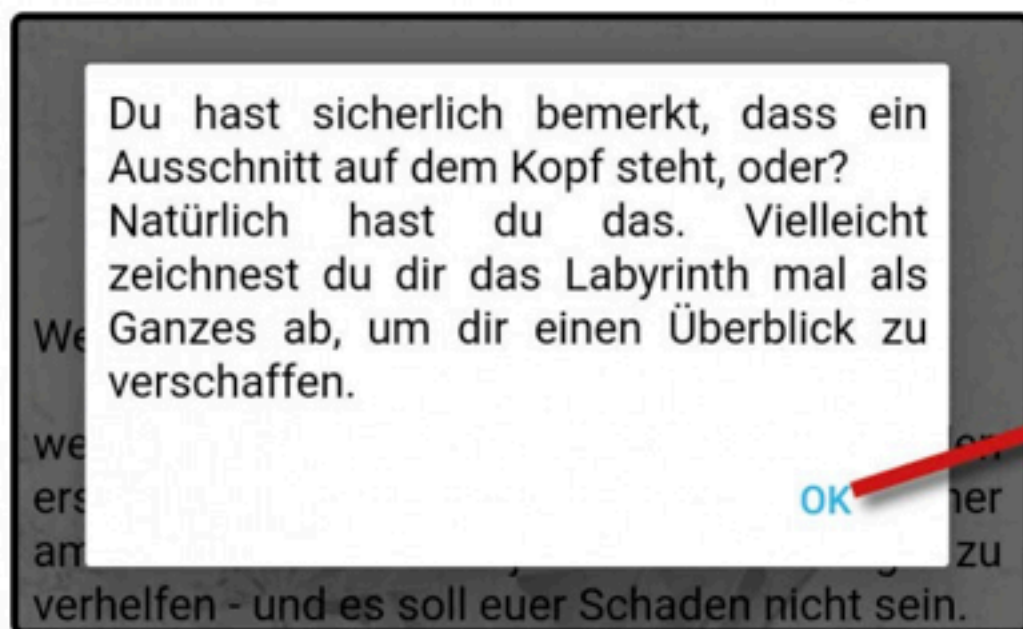 Du hast sicherlich bemerkt, dass ein
Ausschnitt auf dem Kopf steht, oder?
Natürlich hast du das. Vielleicht
zeichnest du dir das Labyrinth mal als
Ganzes ab, um dir einen Überblick zu
verschaffen.
OK
zu
verhelfen - und es soll euer Schaden nicht sein.